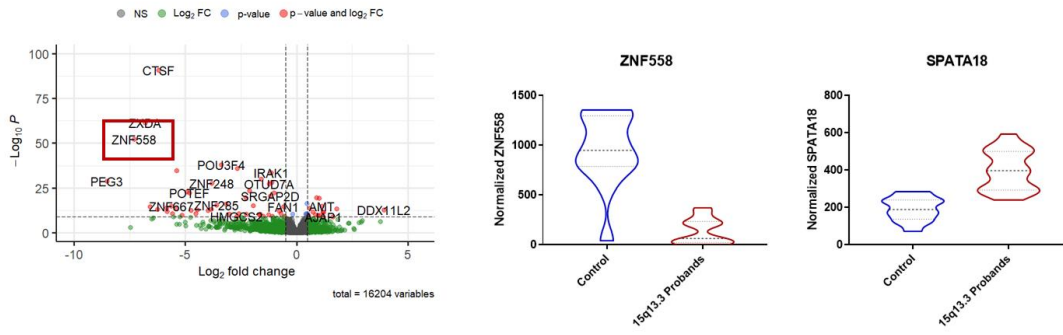 NS Log₂ FC p-value p−value and log₂ FC
−Log₁₀ P
100
75
50
25
0
CTSF
ZXDA
ZNF558
POU3F4
IRAK1
PEG3
ZNF248
OTUD7A
POTEF
SRGAP2D
ZNF667
ZNF285
FAN1
AMT
DDX11L2
HMGCS2
AJAP1
-10 -5 0 5
Log₂ fold change
total = 16204 variables
ZNF558
Normalized ZNF558
1500
1000
500
0
Control
15q13.3 Probands
SPATA18
Normalized SPATA18
800
600
400
200
0
Control
15q13.3 Probands